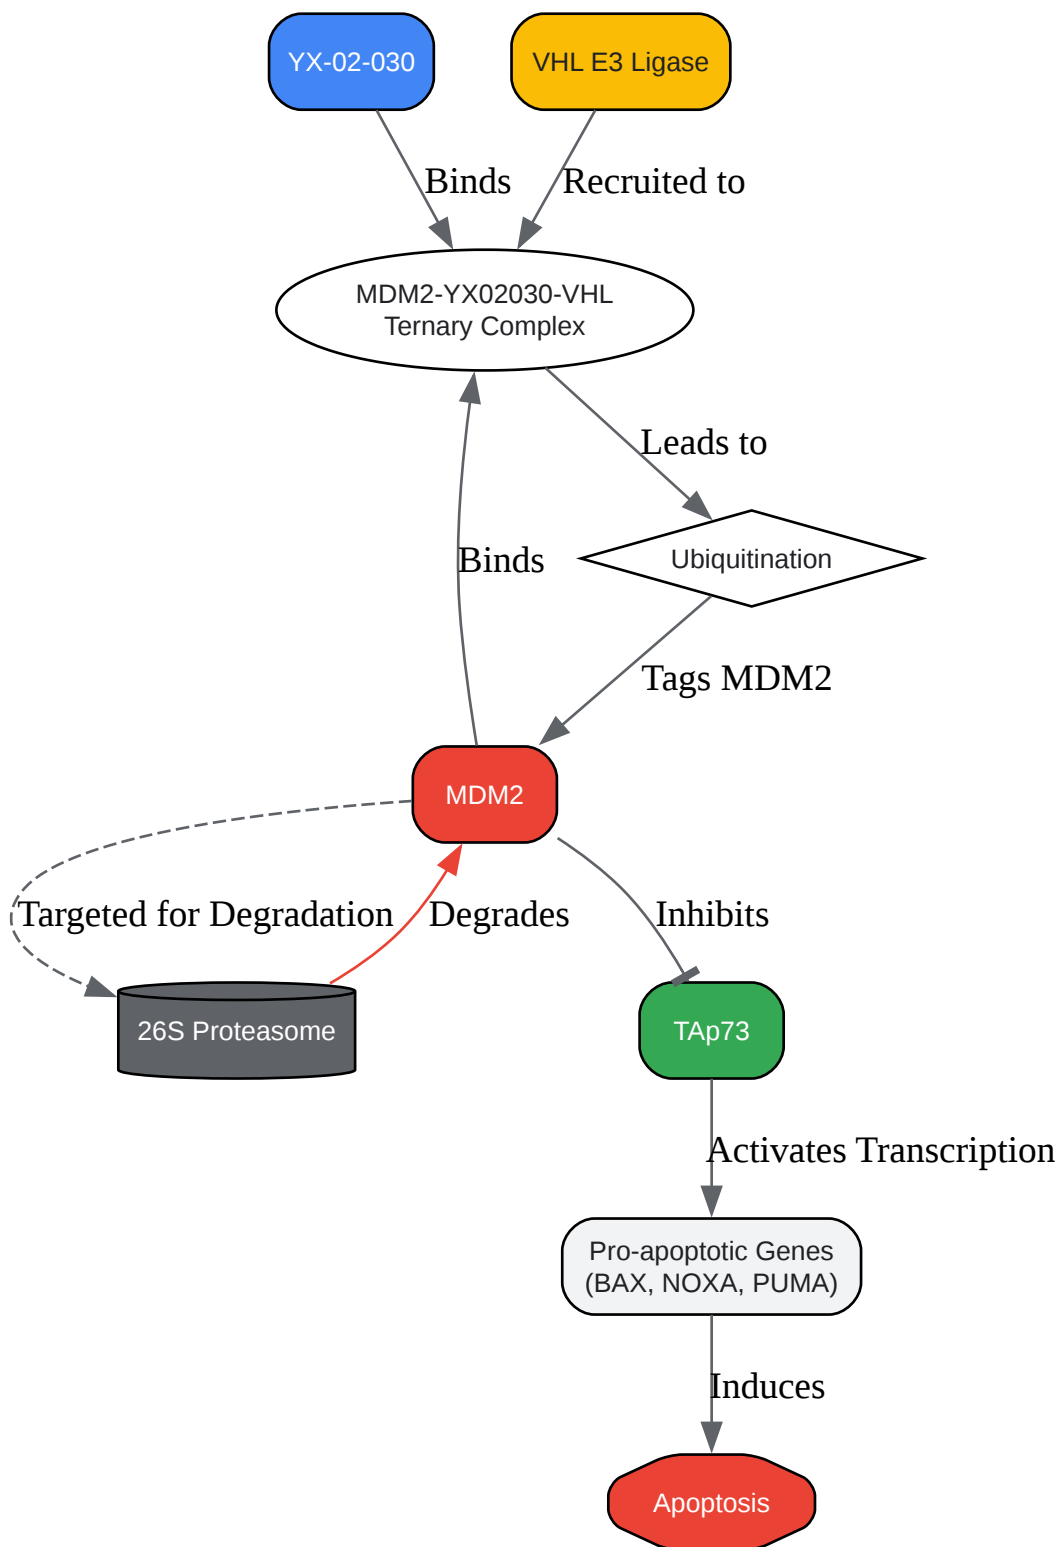 YX-02-030
VHL E3 Ligase
Binds
Recruited to
MDM2-YX02030-VHL
Ternary Complex
Leads to
Binds
Ubiquitination
Tags MDM2
MDM2
Targeted for Degradation
Degrades
Inhibits
26S Proteasome
TAp73
Activates Transcription
Pro-apoptotic Genes
(BAX, NOXA, PUMA)
Induces
Apoptosis